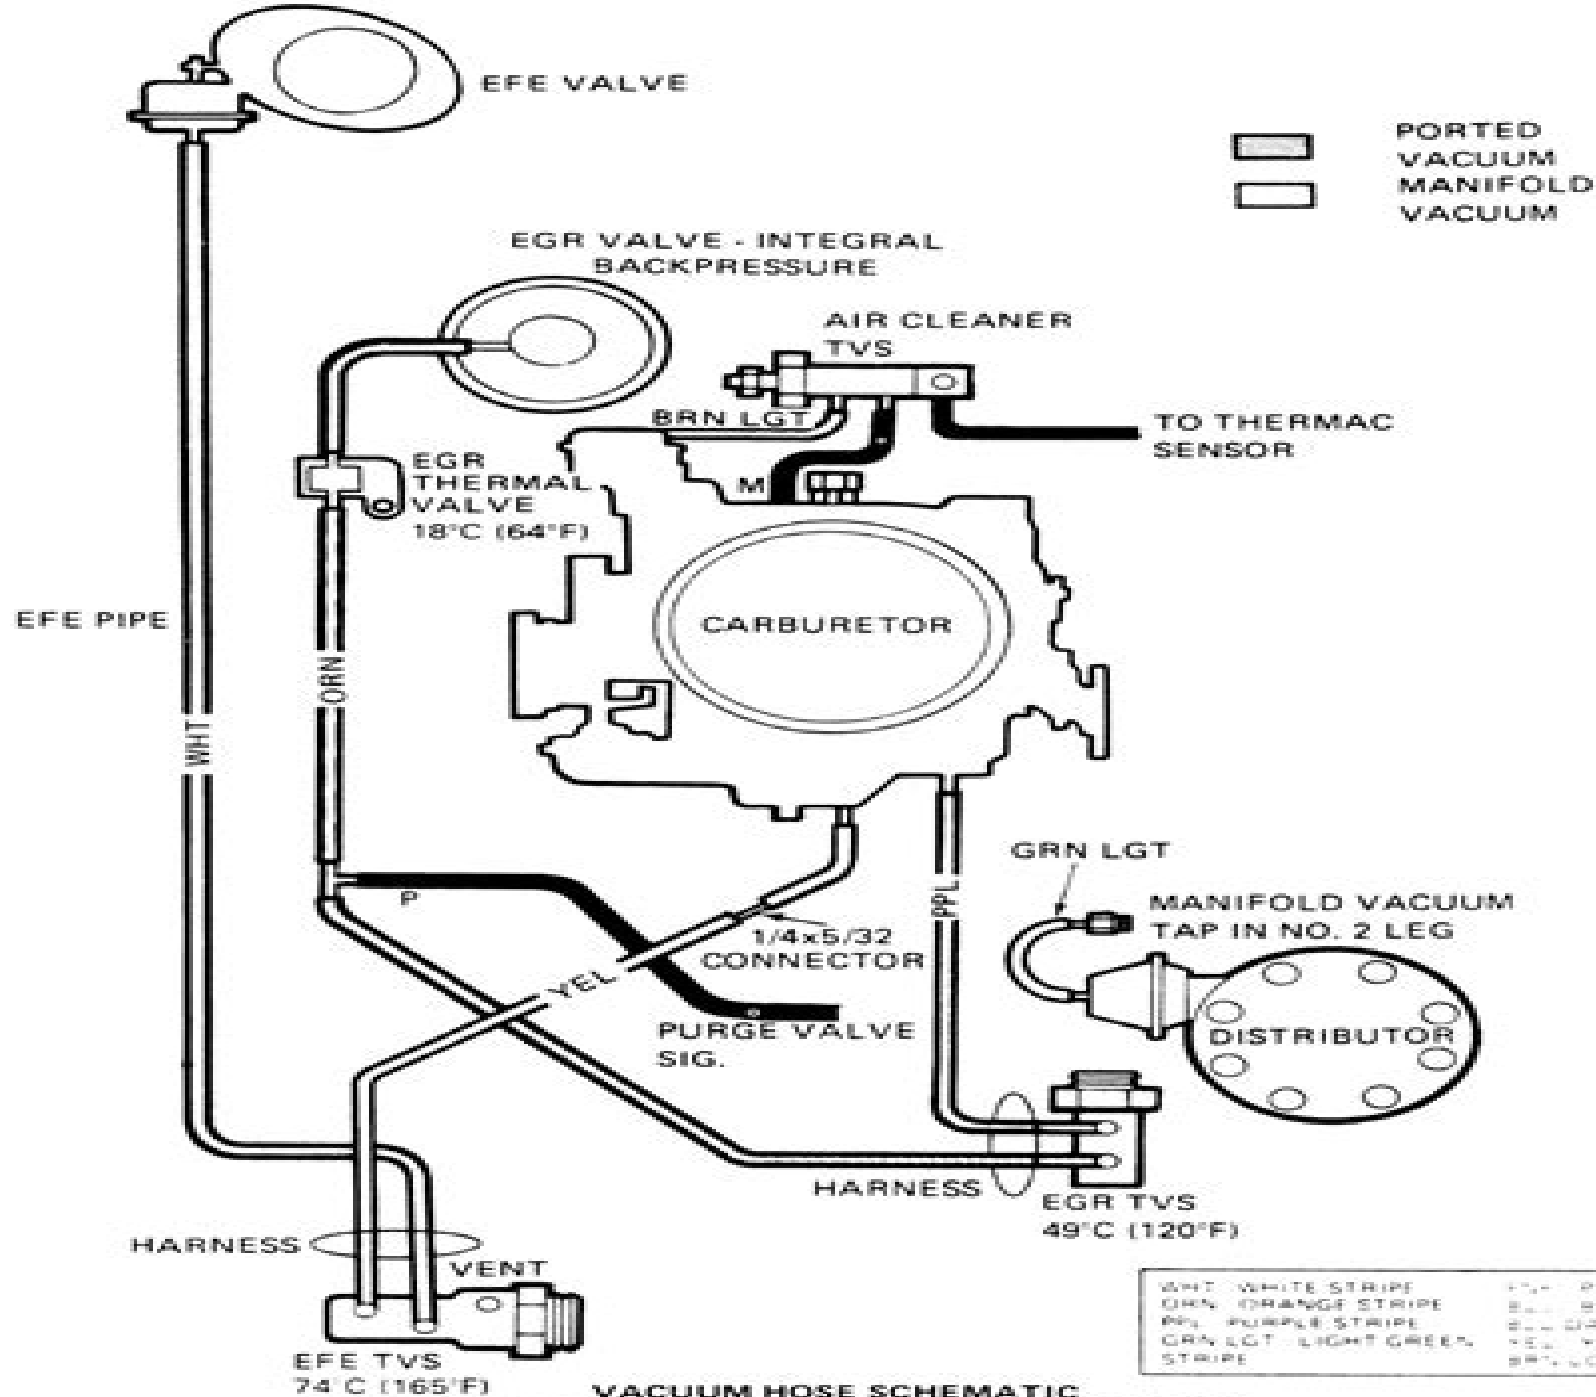 EFE VALVE
PORTED
VACUUM
MANIFOLD
VACUUM
EGR VALVE - INTEGRAL
BACKPRESSURE
AIR CLEANER
TVS
BRN LGT
TO THERMAC
SENSOR
EGR
THERMAL
VALVE
18°C (64°F)
M
EFE PIPE
CARBURETOR
ORN
WHT
GRN LGT
P
PPL
MANIFOLD VACUUM
TAP IN NO. 2 LEG
1/4x5/32
CONNECTOR
YEL
PURGE VALVE
SIG.
DISTRIBUTOR
HARNESS
EGR TVS
49°C (120°F)
HARNESS
VENT
WHT WHITE STRIPE
ORN ORANGE STRIPE
PPL PURPLE STRIPE
GRN LGT LIGHT GREEN
STRIPE
EFE TVS
74°C (165°F)
VACUUM HOSE SCHEMATIC